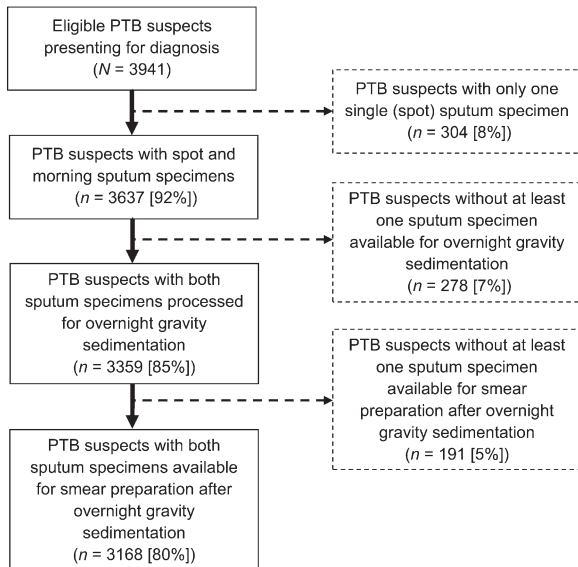 Eligible PTB suspects
presenting for diagnosis
(N = 3941)
PTB suspects with only one
single (spot) sputum specimen
(n = 304 [8%])
PTB suspects with spot and
morning sputum specimens
(n = 3637 [92%])
PTB suspects without at least
one sputum specimen
available for overnight gravity
sedimentation
(n = 278 [7%])
PTB suspects with both
sputum specimens processed
for overnight gravity
sedimentation
(n = 3359 [85%])
PTB suspects without at least
one sputum specimen
available for smear
preparation after overnight
gravity sedimentation
(n = 191 [5%])
PTB suspects with both
sputum specimens available
for smear preparation after
overnight gravity
sedimentation
(n = 3168 [80%])